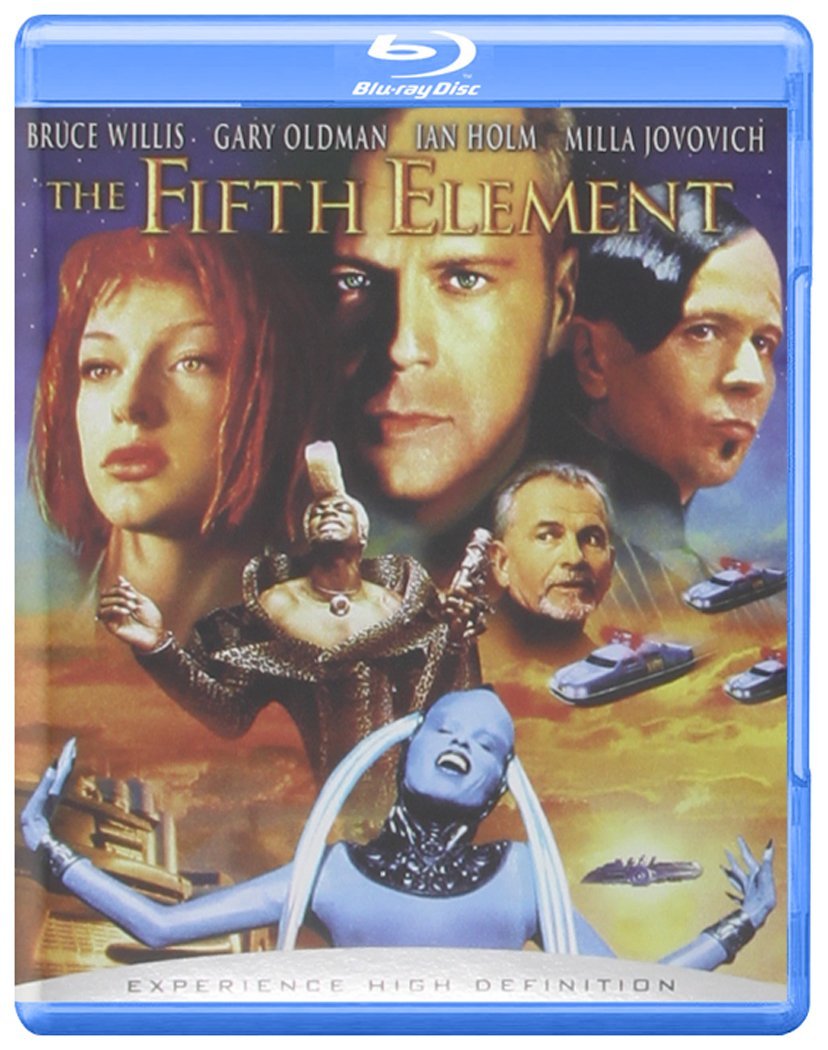 Blu-ray Disc
BRUCE WILLIS · GARY OLDMAN IAN HOLM MILLA JOVOVICH
THE FIFTH ELEMENT
EXPERIENCE HIGH DEFINITION